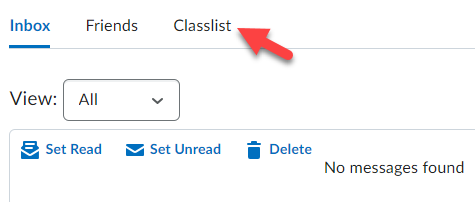 Inbox Friends Classlist
View: All
Set Read Set Unread Delete
No messages found